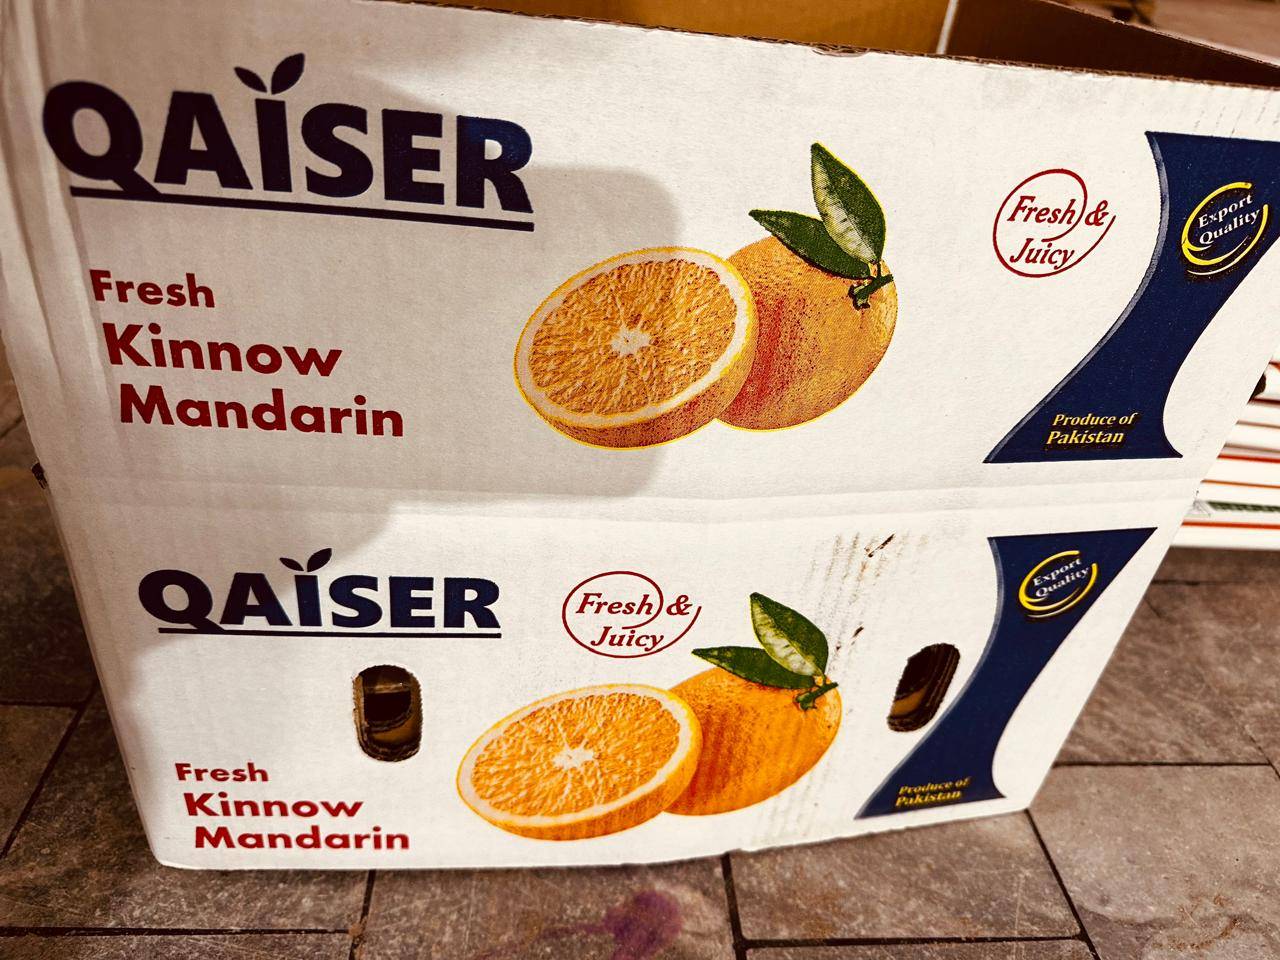 QAISER
Fresh
Kinnow
Mandarin
Fresh &
Juicy
Export
Quality
Produce of
Pakistan
QAISER
Fresh &
Juicy
Export
Quality
Fresh
Kinnow
Mandarin
Produce of
Pakistan